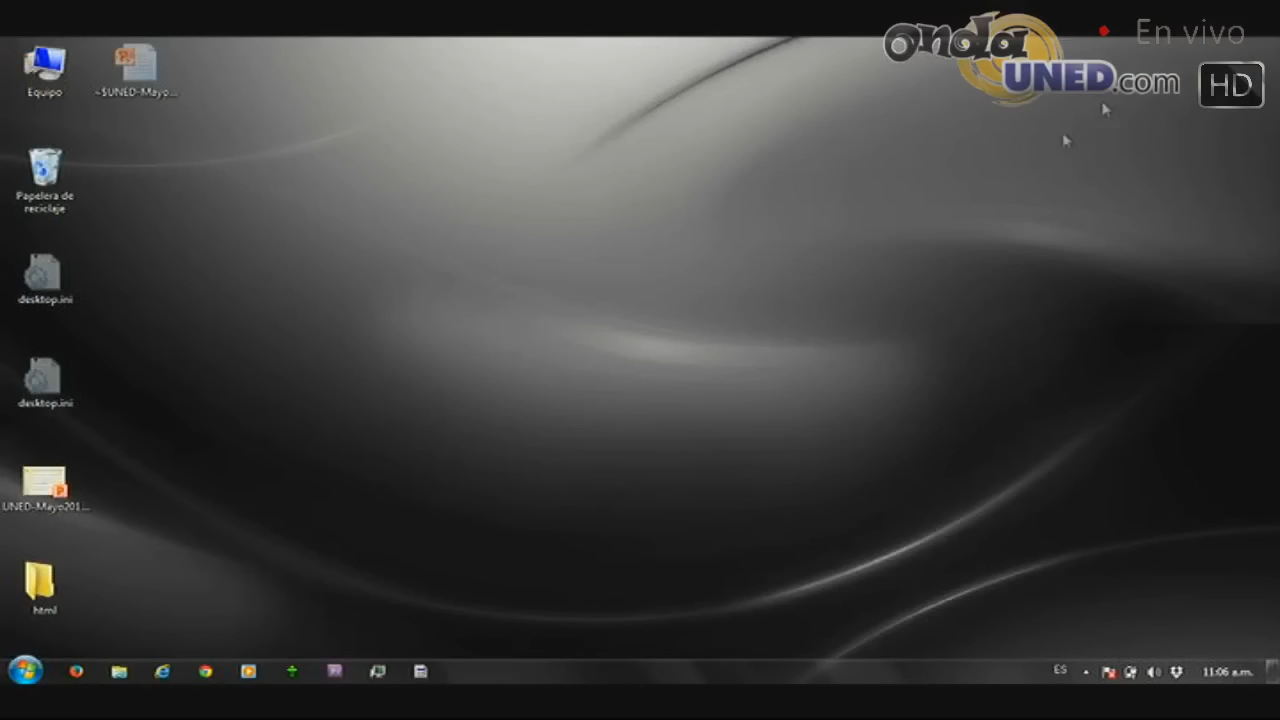 onda
UNED.com
En vivo
HD
Equipo
~$UNED-Mayo...
Papelera de
reciclaje
desktop.ini
desktop.ini
UNED-Mayo201...
html
ES
11:06 a.m.